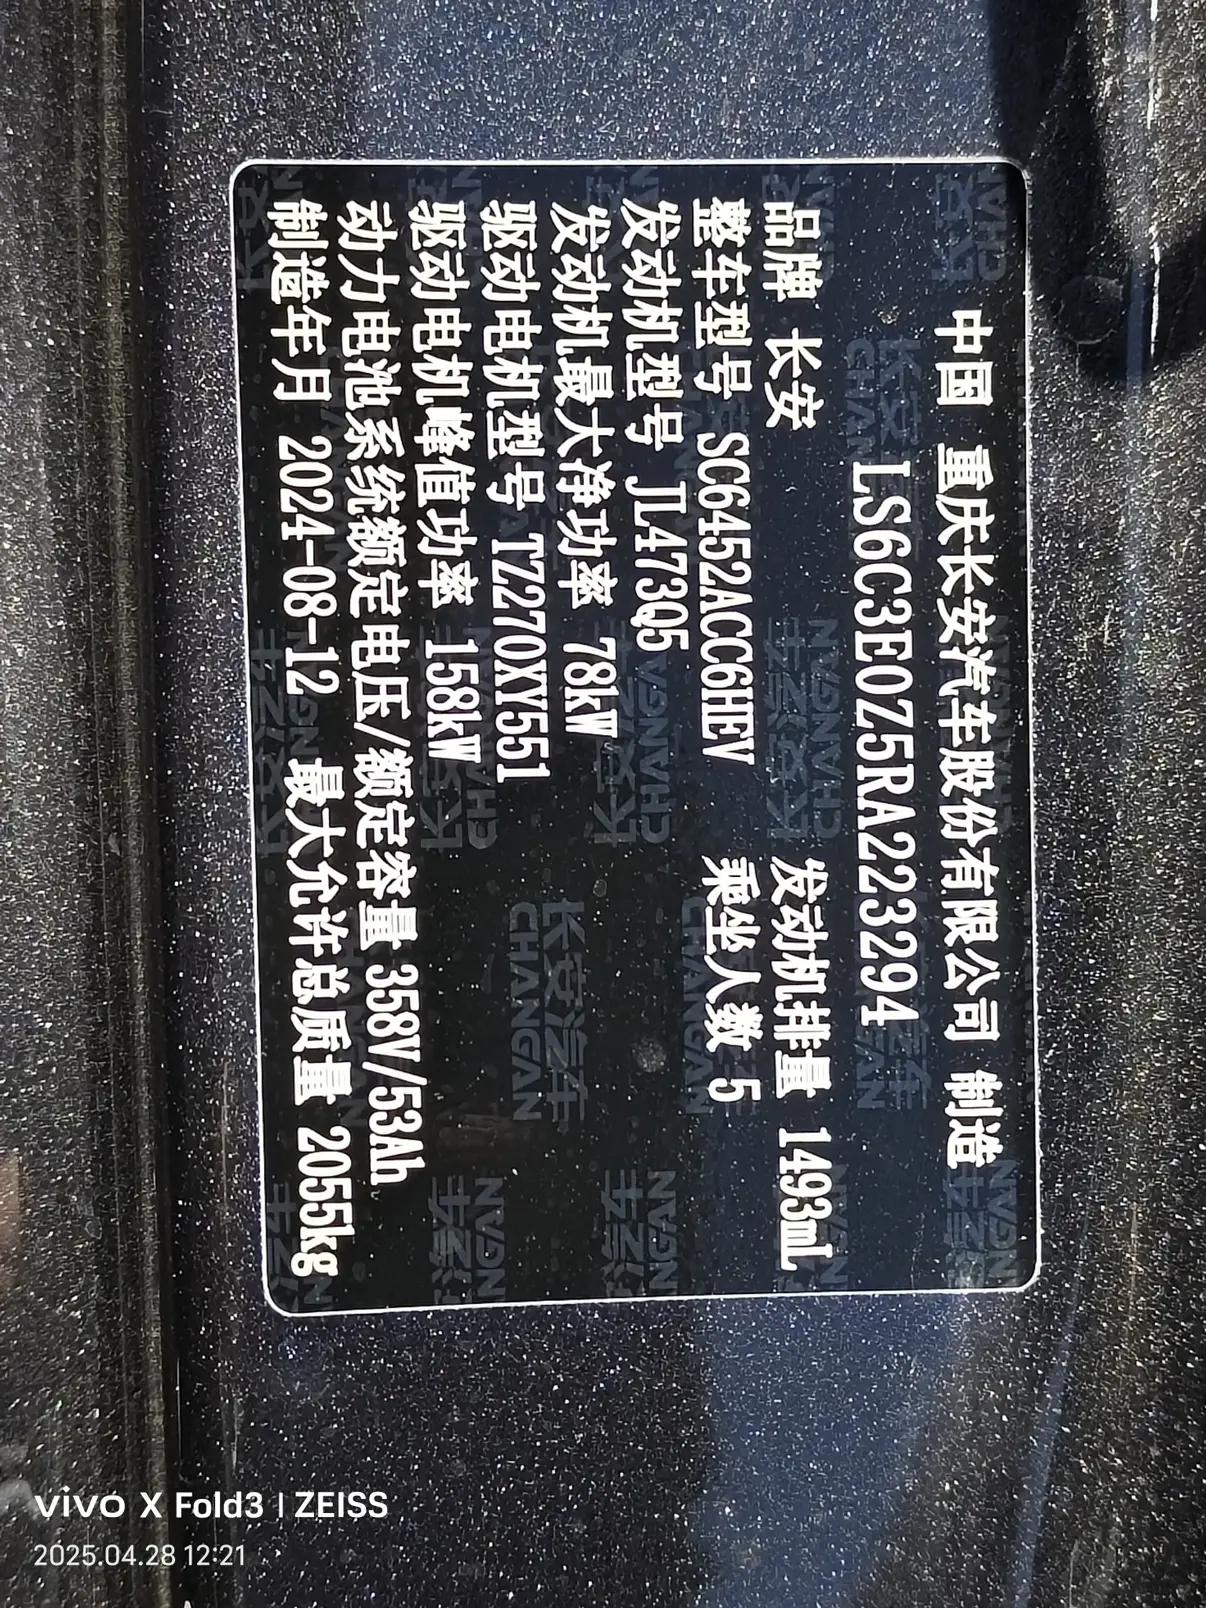 中国 重庆长安汽车股份有限公司 制造
LS6C3E0Z5RA223294
品牌 长安 发动机排量 1493mL
整车型号 SC6452ACC6HEV 乘坐人数 5
发动机型号 JL473Q5
发动机最大净功率 78kW
驱动电机型号 TZ270XY551
驱动电机峰值功率 158kW
动力电池系统额定电压/额定容量 358V/53Ah
制造年月 2024-08-12 最大允许总质量 2055kg
长安汽车
CHANGAN
vivo X Fold3 | ZEISS
2025.04.28 12:21